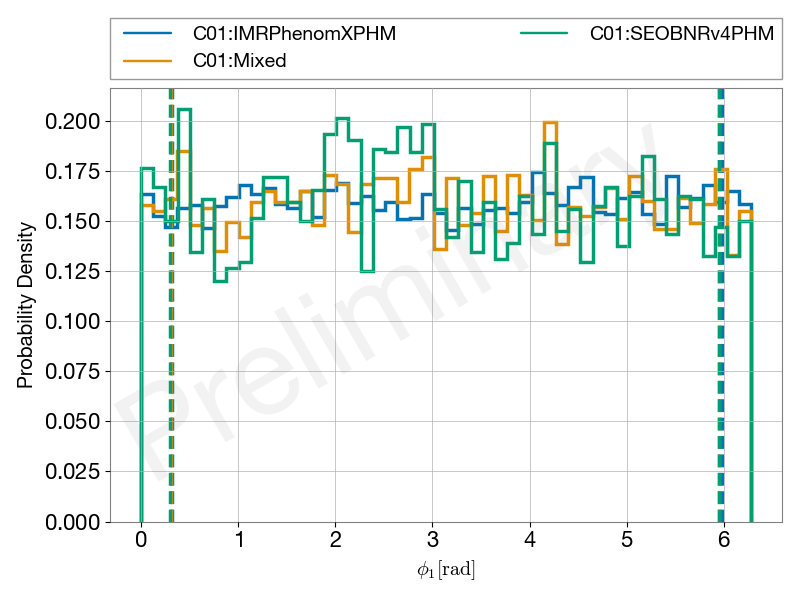 C01:IMRPhenomXPHM
C01:SEOBNRv4PHM
C01:Mixed
0.200
0.175
0.150
0.125
0.100
0.075
0.050
0.025
0.000
Probability Density
Preliminary
0 1 2 3 4 5 6
ϕ₁[rad]